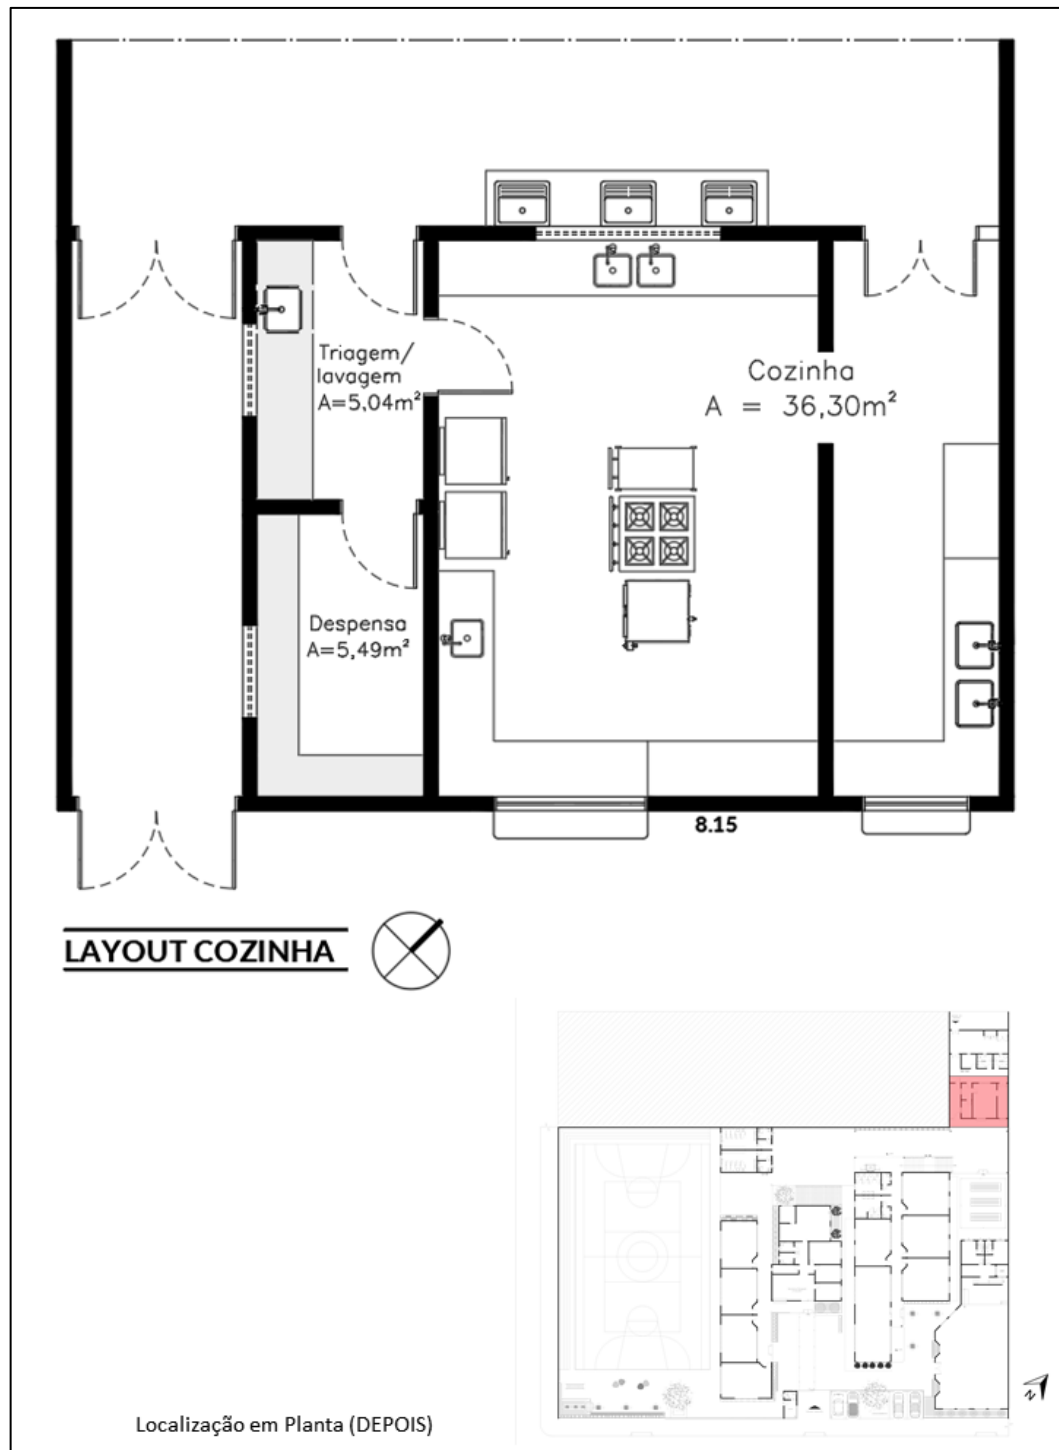 Triagem/
lavagem
A=5,04m²
Cozinha
A = 36,30m²
Despensa
A=5,49m²
8.15
LAYOUT COZINHA
Localização em Planta (DEPOIS)
N